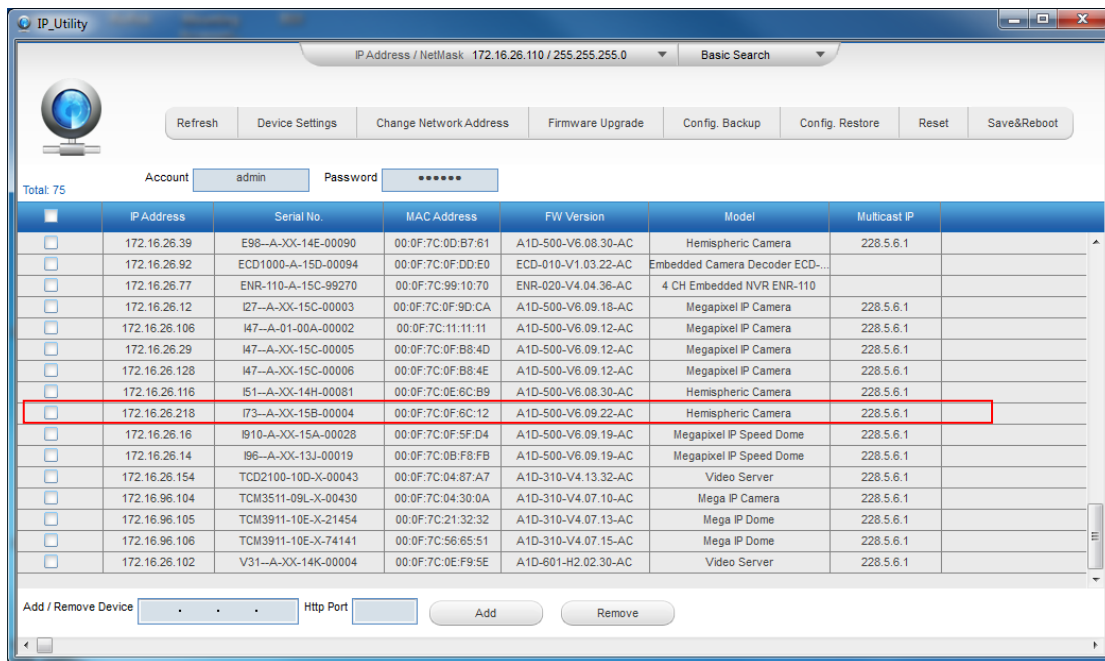 IP_Utility
IP Address / NetMask 172.16.26.110 / 255.255.255.0 Basic Search
Refresh Device Settings Change Network Address Firmware Upgrade Config. Backup Config. Restore Reset Save&Reboot
Account admin Password ••••••
Total: 75
IP Address Serial No. MAC Address FW Version Model Multicast IP
172.16.26.39 E98--A-XX-14E-00090 00:0F:7C:0D:B7:61 A1D-500-V6.08.30-AC Hemispheric Camera 228.5.6.1
172.16.26.92 ECD1000-A-15D-00094 00:0F:7C:0F:DD:E0 ECD-010-V1.03.22-AC Embedded Camera Decoder ECD-...
172.16.26.77 ENR-110-A-15C-99270 00:0F:7C:99:10:70 ENR-020-V4.04.36-AC 4 CH Embedded NVR ENR-110
172.16.26.12 I27--A-XX-15C-00003 00:0F:7C:0F:9D:CA A1D-500-V6.09.18-AC Megapixel IP Camera 228.5.6.1
172.16.26.106 I47--A-01-00A-00002 00:0F:7C:11:11:11 A1D-500-V6.09.12-AC Megapixel IP Camera 228.5.6.1
172.16.26.29 I47--A-XX-15C-00005 00:0F:7C:0F:B8:4D A1D-500-V6.09.12-AC Megapixel IP Camera 228.5.6.1
172.16.26.128 I47--A-XX-15C-00006 00:0F:7C:0F:B8:4E A1D-500-V6.09.12-AC Megapixel IP Camera 228.5.6.1
172.16.26.116 I51--A-XX-14H-00081 00:0F:7C:0E:6C:B9 A1D-500-V6.08.30-AC Hemispheric Camera 228.5.6.1
172.16.26.218 I73--A-XX-15B-00004 00:0F:7C:0F:6C:12 A1D-500-V6.09.22-AC Hemispheric Camera 228.5.6.1
172.16.26.16 I910-A-XX-15A-00028 00:0F:7C:0F:5F:D4 A1D-500-V6.09.19-AC Megapixel IP Speed Dome 228.5.6.1
172.16.26.14 I96--A-XX-13J-00019 00:0F:7C:0B:F8:FB A1D-500-V6.09.19-AC Megapixel IP Speed Dome 228.5.6.1
172.16.26.154 TCD2100-10D-X-00043 00:0F:7C:04:87:A7 A1D-310-V4.13.32-AC Video Server 228.5.6.1
172.16.96.104 TCM3511-09L-X-00430 00:0F:7C:04:30:0A A1D-310-V4.07.10-AC Mega IP Camera 228.5.6.1
172.16.96.105 TCM3911-10E-X-21454 00:0F:7C:21:32:32 A1D-310-V4.07.13-AC Mega IP Dome 228.5.6.1
172.16.96.106 TCM3911-10E-X-74141 00:0F:7C:56:65:51 A1D-310-V4.07.15-AC Mega IP Dome 228.5.6.1
172.16.26.102 V31--A-XX-14K-00004 00:0F:7C:0E:F9:5E A1D-601-H2.02.30-AC Video Server 228.5.6.1
Add / Remove Device . . . Http Port Add Remove